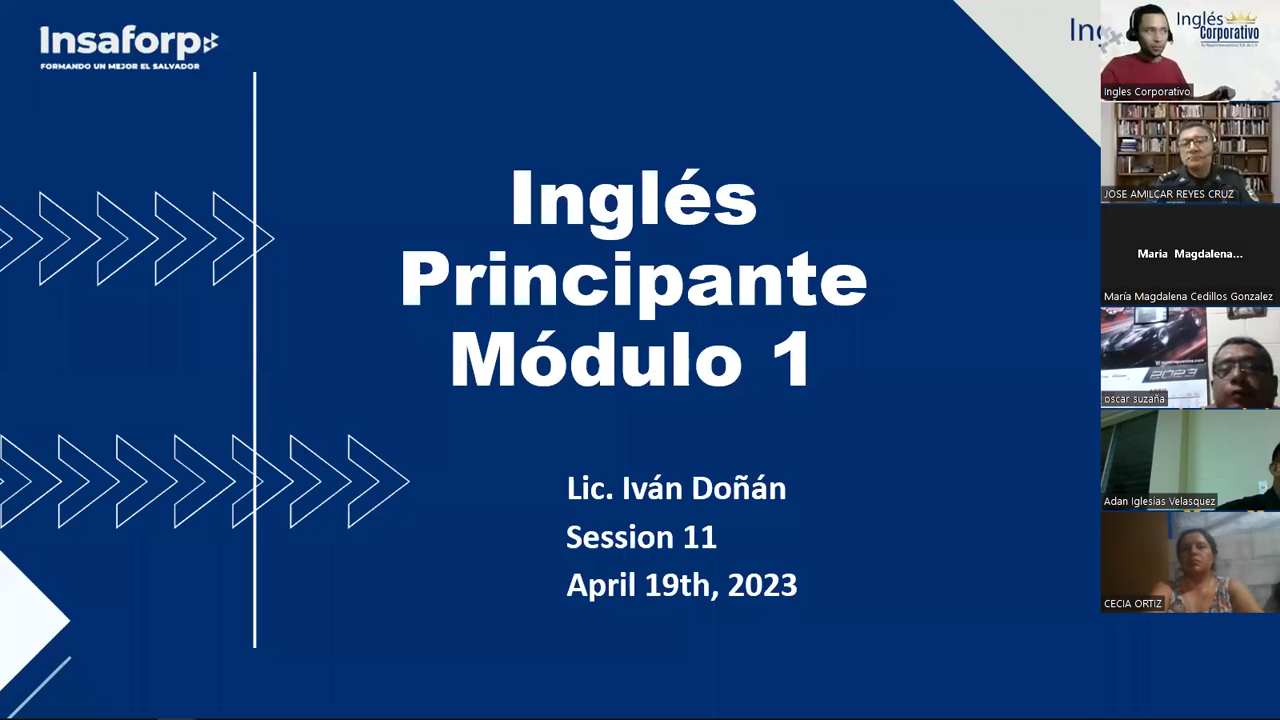 Insaforp
FORMANDO UN MEJOR EL SALVADOR
Inglés
Principante
Módulo 1
Lic. Iván Doñán
Session 11
April 19th, 2023
Inglés
Corporativo
Ingles Corporativo
JOSE AMILCAR REYES CRUZ
María Magdalena...
María Magdalena Cedillos Gonzalez
2023
oscar suzaña
Adan Iglesias Velasquez
CECIA ORTIZ